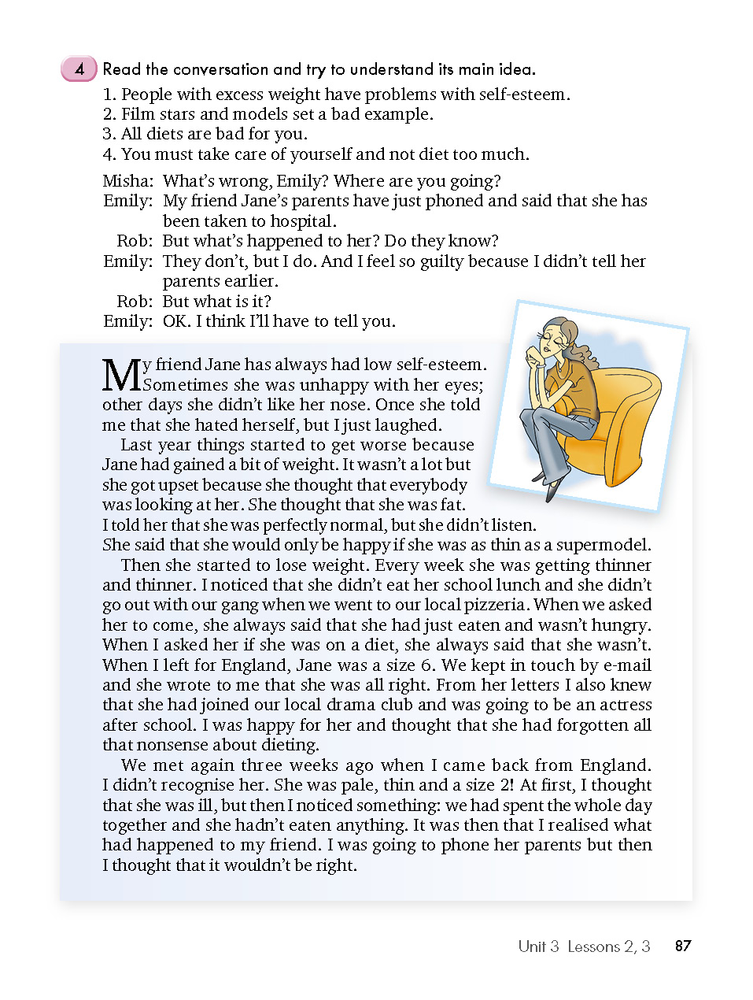 4 Read the conversation and try to understand its main idea.
1. People with excess weight have problems with self-esteem.
2. Film stars and models set a bad example.
3. All diets are bad for you.
4. You must take care of yourself and not diet too much.
Misha: What's wrong, Emily? Where are you going?
Emily: My friend Jane's parents have just phoned and said that she has
been taken to hospital.
Rob: But what's happened to her? Do they know?
Emily: They don't, but I do. And I feel so guilty because I didn't tell her
parents earlier.
Rob: But what is it?
Emily: OK. I think I'll have to tell you.
My friend Jane has always had low self-esteem.
Sometimes she was unhappy with her eyes;
other days she didn't like her nose. Once she told
me that she hated herself, but I just laughed.
Last year things started to get worse because
Jane had gained a bit of weight. It wasn't a lot but
she got upset because she thought that everybody
was looking at her. She thought that she was fat.
I told her that she was perfectly normal, but she didn't listen.
She said that she would only be happy if she was as thin as a supermodel.
Then she started to lose weight. Every week she was getting thinner
and thinner. I noticed that she didn't eat her school lunch and she didn't
go out with our gang when we went to our local pizzeria. When we asked
her to come, she always said that she had just eaten and wasn't hungry.
When I asked her if she was on a diet, she always said that she wasn't.
When I left for England, Jane was a size 6. We kept in touch by e-mail
and she wrote to me that she was all right. From her letters I also knew
that she had joined our local drama club and was going to be an actress
after school. I was happy for her and thought that she had forgotten all
that nonsense about dieting.
We met again three weeks ago when I came back from England.
I didn't recognise her. She was pale, thin and a size 2! At first, I thought
that she was ill, but then I noticed something: we had spent the whole day
together and she hadn't eaten anything. It was then that I realised what
had happened to my friend. I was going to phone her parents but then
I thought that it wouldn't be right.
Unit 3 Lessons 2, 3 87